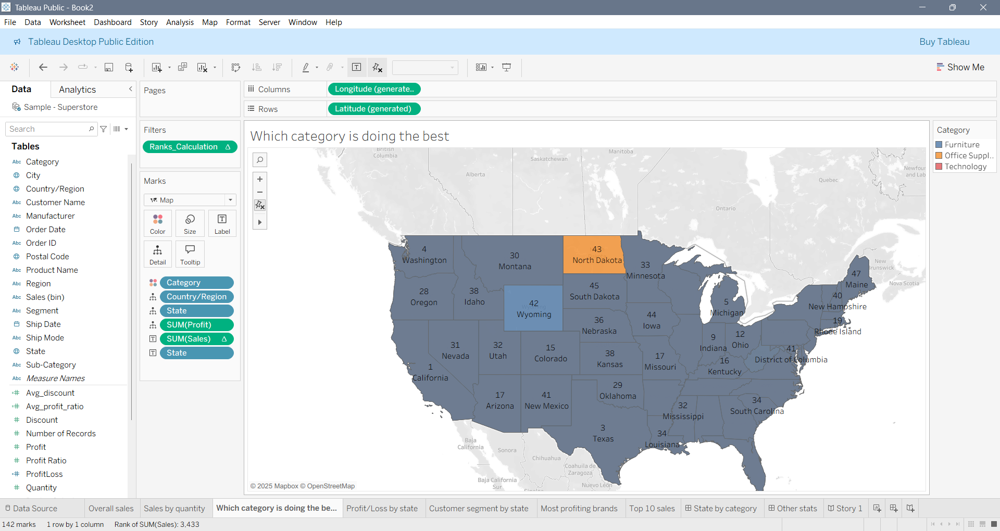 Tableau Public - Book2
File Data Worksheet Dashboard Story Analysis Map Format Server Window Help
Tableau Desktop Public Edition
Buy Tableau
Show Me
Data
Analytics
Sample - Superstore
Search
Tables
Abc Category
City
Country/Region
Abc Customer Name
Abc Manufacturer
Order Date
Abc Order ID
Postal Code
Abc Product Name
Abc Region
Abc Sales (bin)
Abc Segment
Ship Date
Abc Ship Mode
State
Abc Sub-Category
Abc Measure Names
Avg_discount
Avg_profit_ratio
Discount
Number of Records
Profit
Profit Ratio
ProfitLoss
Quantity
Pages
Filters
Ranks_Calculation
Marks
Map
Color
Size
Label
Detail
Tooltip
Category
Country/Region
State
SUM(Profit)
SUM(Sales)
State
Columns
Longitude (generate..
Rows
Latitude (generated)
Which category is doing the best
British
Columbia
Alberta
Saskatchewan
Manitoba
Ontario
Quebec
Newfoun
and Lab
New
Brunswick
Nova Scotia
4
Washington
30
Montana
43
North Dakota
33
Minnesota
28
Oregon
38
Idaho
42
Wyoming
45
South Dakota
5
Michigan
47
Maine
40
New Hampshire
19
Rhode Island
36
Nebraska
44
Iowa
9
Indiana
12
Ohio
41
District of Columbia
31
Nevada
32
Utah
15
Colorado
38
Kansas
17
Missouri
16
Kentucky
1
California
17
Arizona
41
New Mexico
29
Oklahoma
32
Mississippi
34
South Carolina
3
Texas
34
Louisiana
Baja
California
Sonora
Chihuahua
Coahuila de
Zaragoza
Baja California
Sur
Nuevo León
© 2025 Mapbox © OpenStreetMap
Category
Furniture
Office Suppl..
Technology
Data Source
Overall sales
Sales by quantity
Which category is doing the be...
Profit/Loss by state
Customer segment by state
Most profiting brands
Top 10 sales
State by category
Other stats
Story 1
142 marks
1 row by 1 column
Rank of SUM(Sales): 3,433